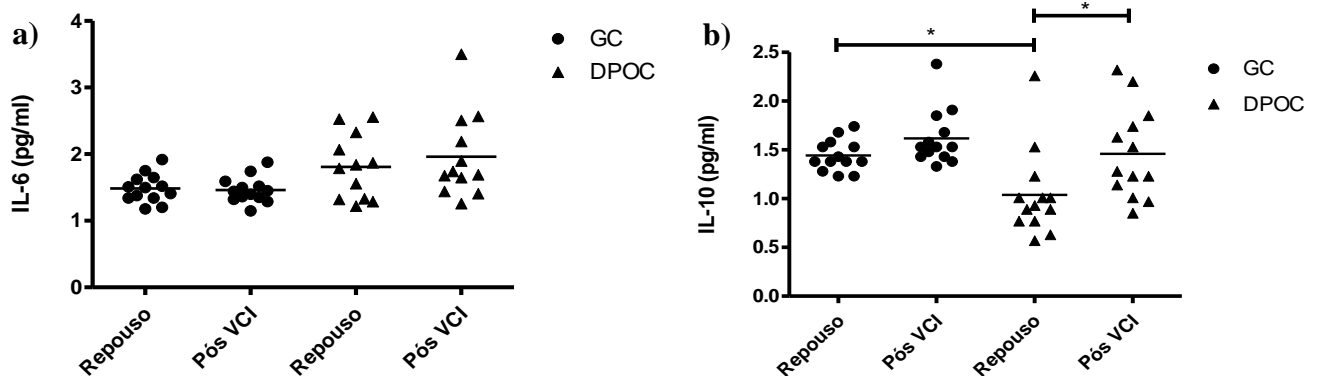 a)
IL-6 (pg/ml)
4
3
2
1
0
Repouso
Pós VCI
Repouso
Pós VCI
GC
DPOC
b)
IL-10 (pg/ml)
2.5
2.0
1.5
1.0
0.5
0.0
*
*
Repouso
Pós VCI
Repouso
Pós VCI
GC
DPOC